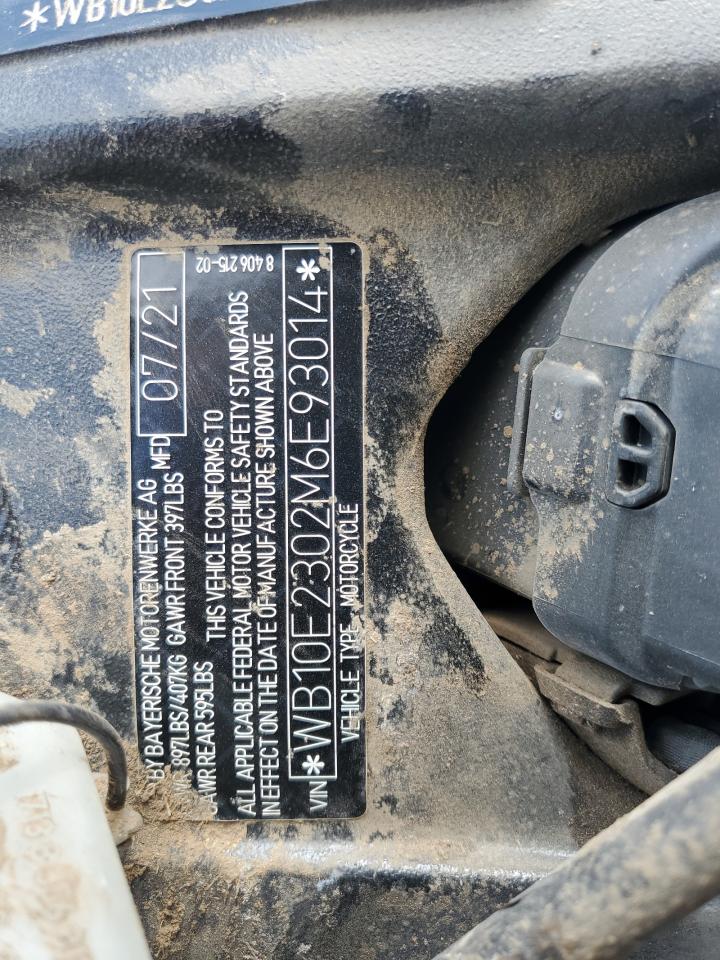 *WB10E230
BY BAYERISCHE MOTORENWERKE AG
MFD 07/21
897LBS/407KG GAWR FRONT 397LBS
GAWR REAR 595LBS THIS VEHICLE CONFORMS TO
ALL APPLICABLE FEDERAL MOTOR VEHICLE SAFETY STANDARDS
IN EFFECT ON THE DATE OF MANUFACTURE SHOWN ABOVE
8 406 215-02
VIN *WB10E2302M6E93014*
VEHICLE TYPE MOTORCYCLE